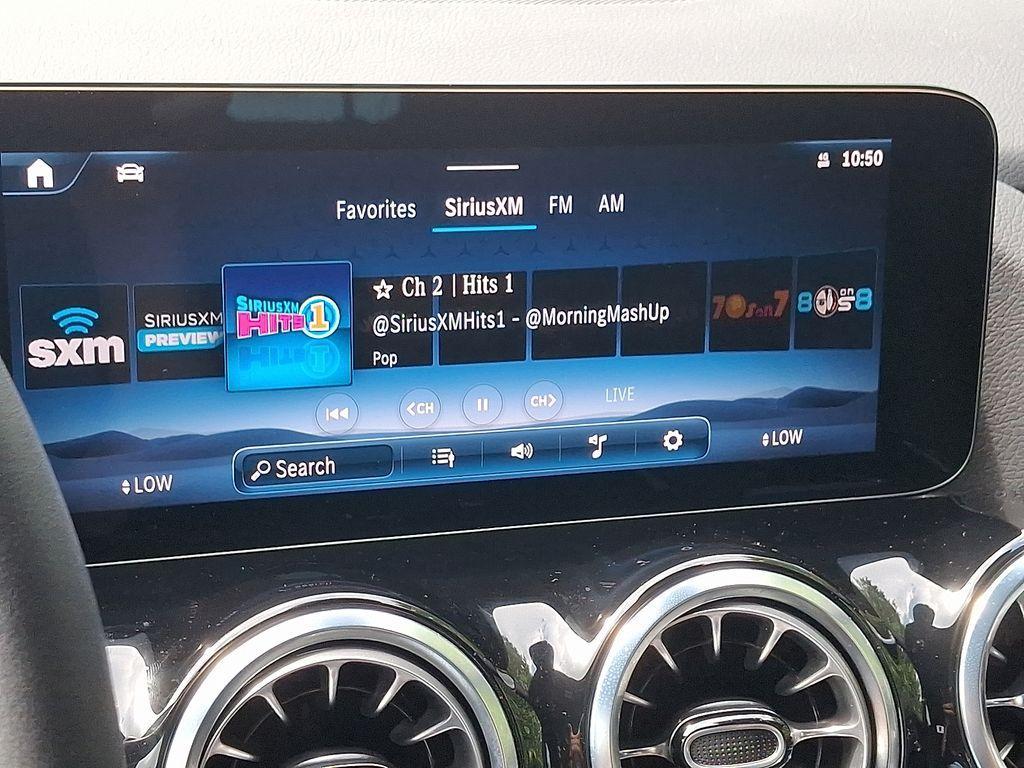 4G 10:50
Favorites SiriusXM FM AM
sxm
SIRIUSXM
PREVIEW
SIRIUSXM
HITS 1
☆ Ch 2 | Hits 1
@SiriusXMHits1 - @MorningMashUp
Pop
70s on 7
80s on 8
<CH CH> LIVE
Search
LOW
LOW